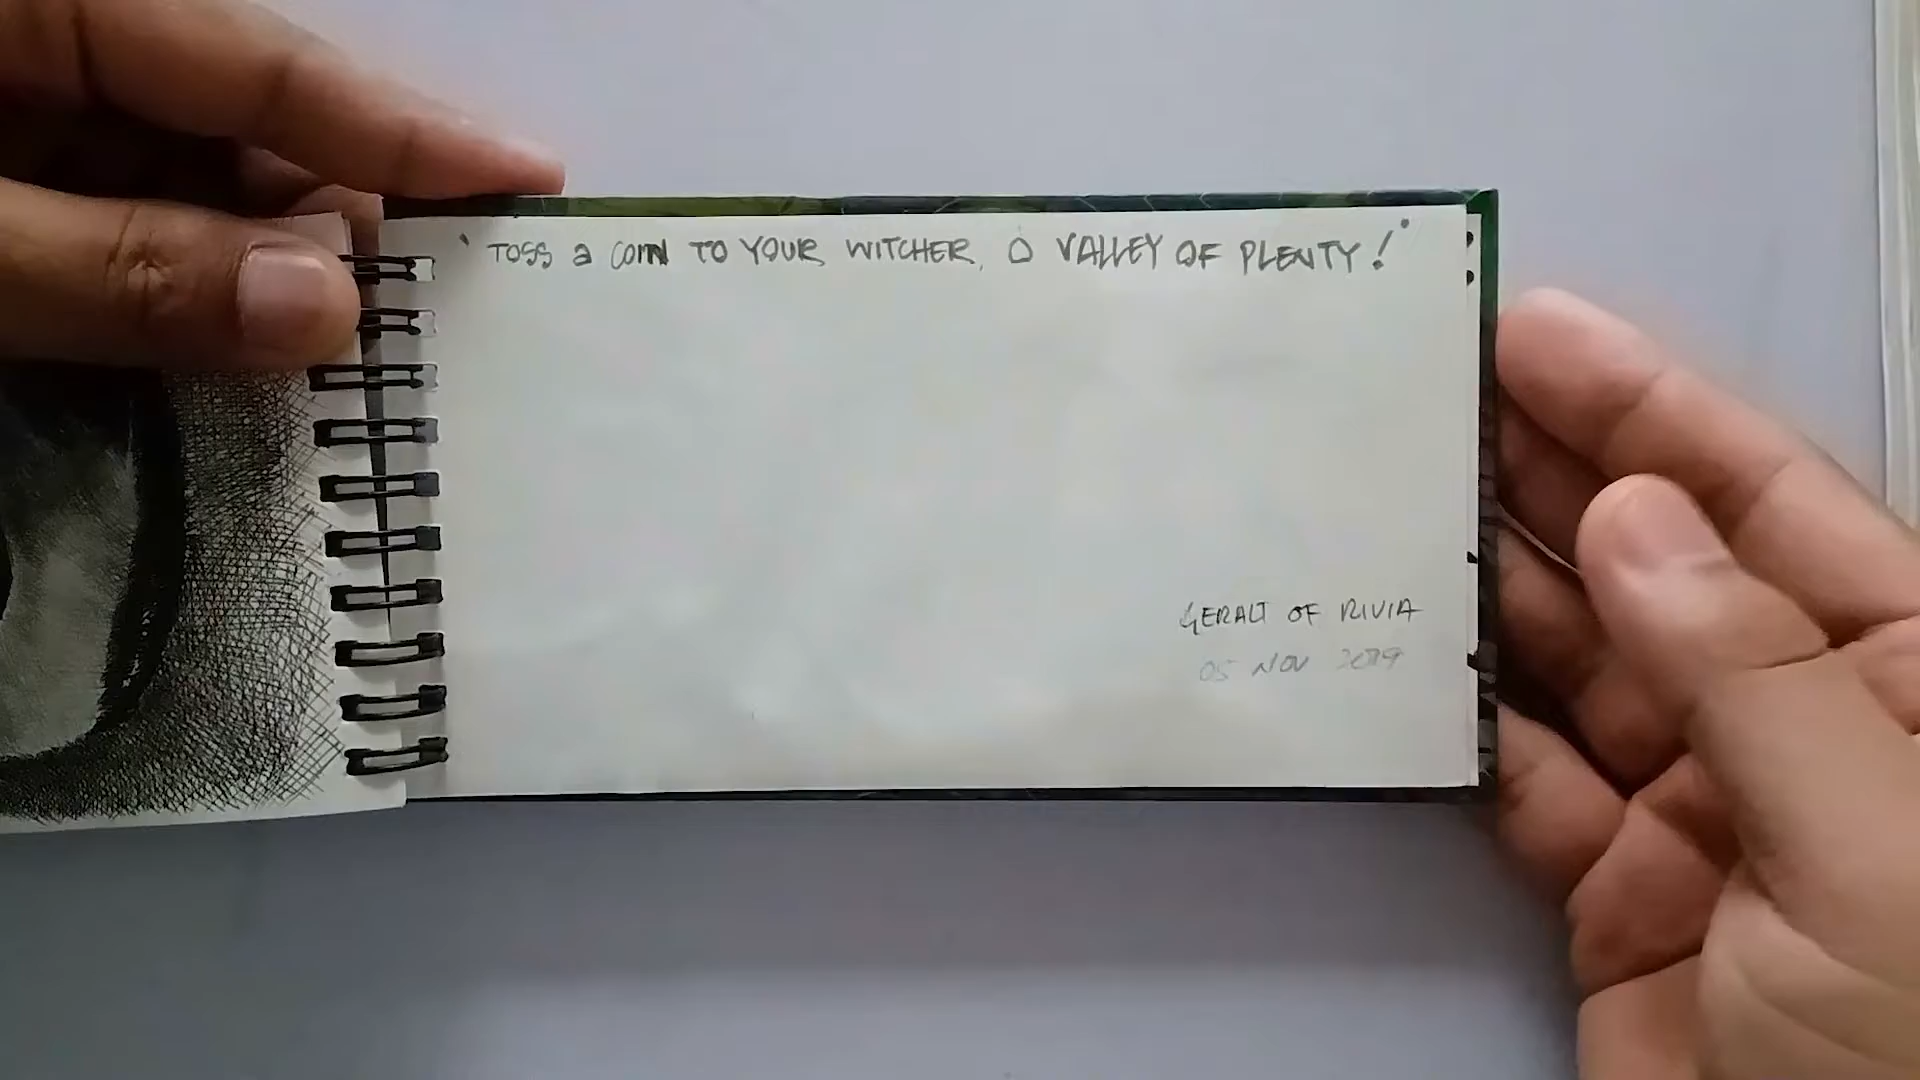 ' TOSS a COIN TO YOUR WITCHER, O VALLEY OF PLENTY! '
GERALT OF RIVIA
05 NOV 2019